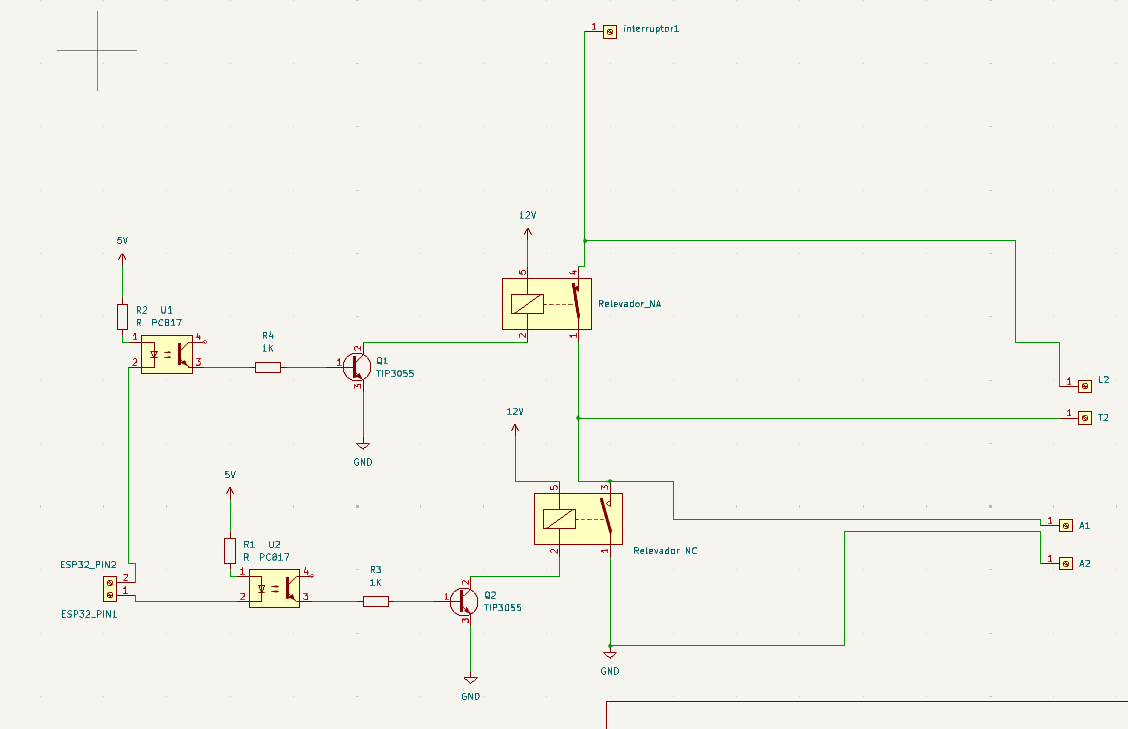 1 interruptor1
12V
5V
5 4
Relevador_NA
2 1
R2 U1
R PC817
1 4
2 3
R4
1K
1 2 3
Q1
TIP3055
GND
1 L2
1 T2
12V
5 3
2 1
Relevador_NC
1 A1
1 A2
5V
R1 U2
R PC817
1 4
2 3
R3
1K
1 2 3
Q2
TIP3055
ESP32_PIN2
2
1
ESP32_PIN1
GND
GND